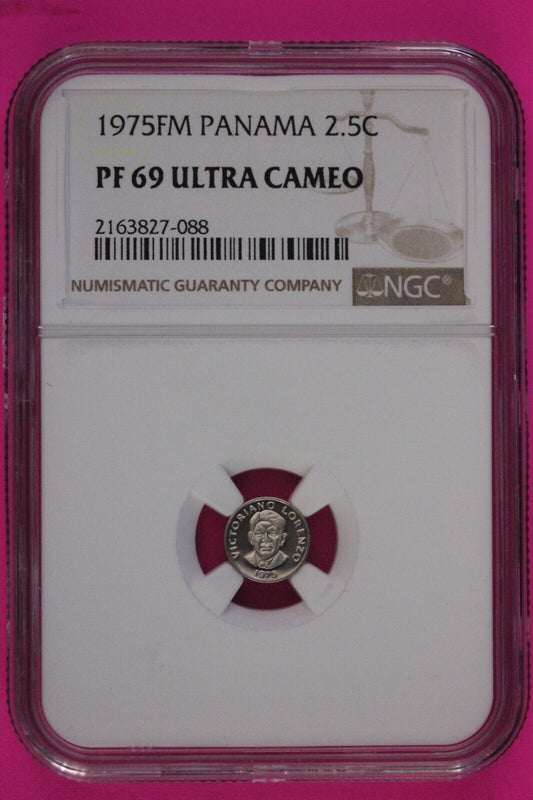 1975FM PANAMA 2.5C
PF 69 ULTRA CAMEO
2163827-088
NUMISMATIC GUARANTY COMPANY
NGC®
VICTORIANO LORENZO
1975